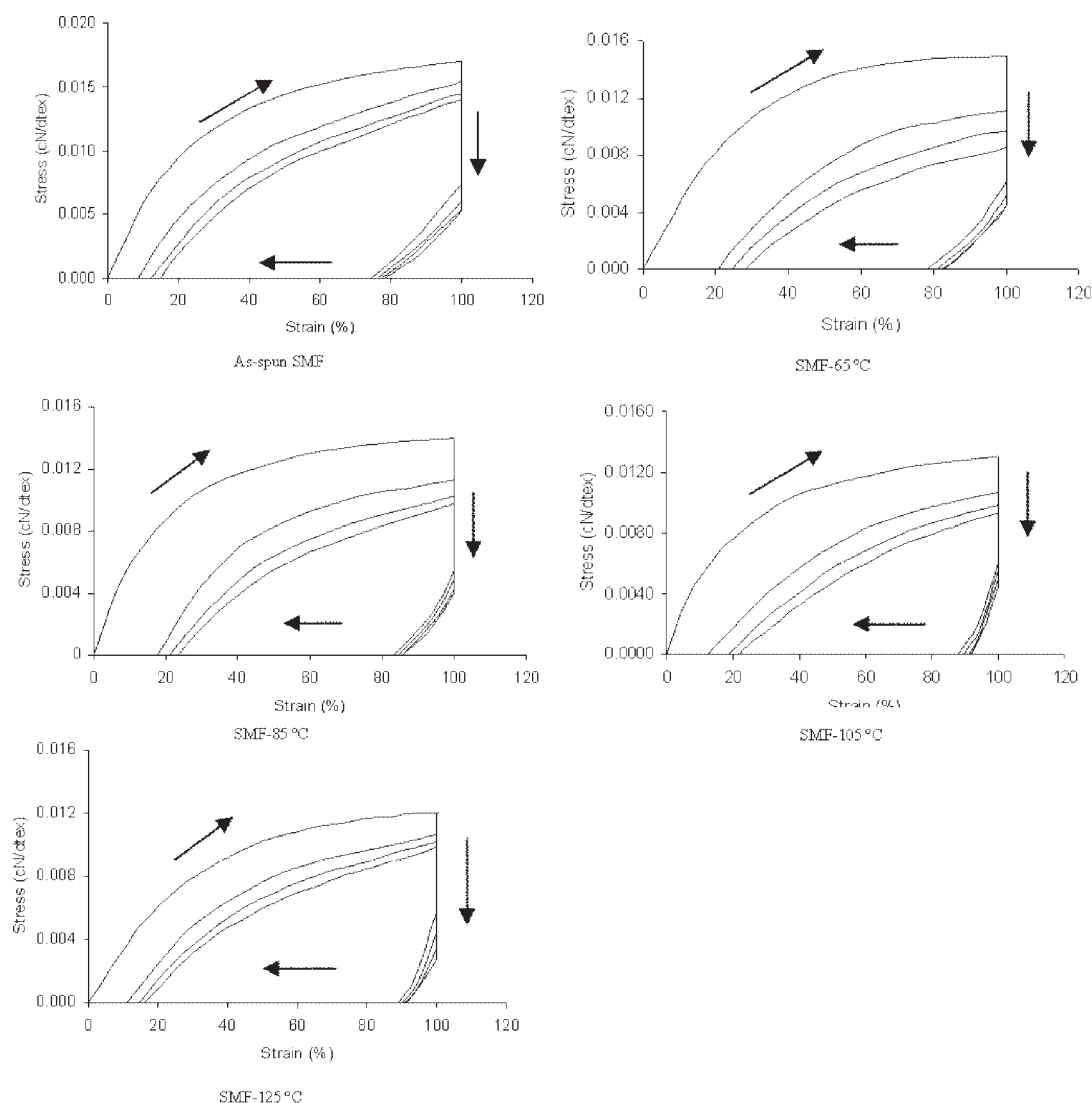 0.020
0.015
0.010
0.005
0.000
Stress (cN/dtex)
0 20 40 60 80 100 120
Strain (%)
As-spun SMF
0.016
0.012
0.008
0.004
0.000
Stress (cN/dtex)
0 20 40 60 80 100 120
Strain (%)
SMF-65 °C
0.016
0.012
0.008
0.004
0
Stress (cN/dtex)
0 20 40 60 80 100 120
Strain (%)
SMF-85 °C
0.0160
0.0120
0.0080
0.0040
0.0000
Stress (cN/dtex)
0 20 40 60 80 100 120
Strain (%)
SMF-105 °C
0.016
0.012
0.008
0.004
0.000
Stress (cN/dtex)
0 20 40 60 80 100 120
Strain (%)
SMF-125 °C